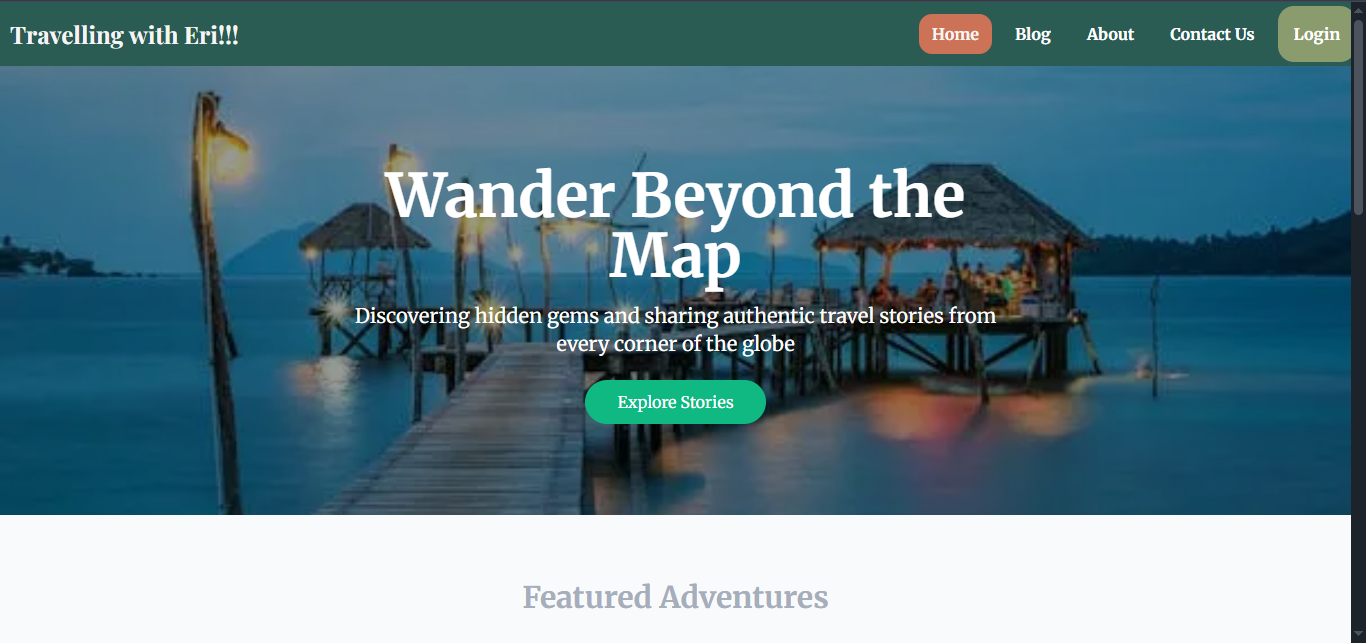 Travelling with Eri!!!
Home
Blog
About
Contact Us
Login
Wander Beyond the
Map
Discovering hidden gems and sharing authentic travel stories from
every corner of the globe
Explore Stories
Featured Adventures